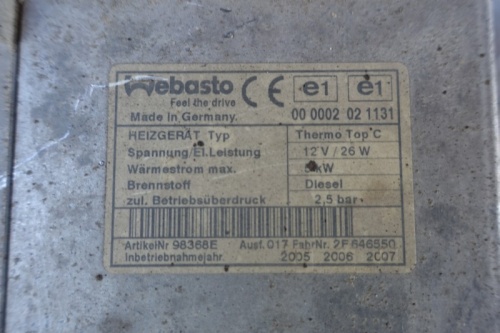 Webasto CE e1 e1
Feel the drive
Made in Germany. 00 0002 02 1131
HEIZGERÄT Typ Thermo Top C
Spannung/El.Leistung 12 V / 26 W
Wärmestrom max. 5 kW
Brennstoff Diesel
zul. Betriebsüberdruck 2,5 bar
ArtikelNr 98368E Ausf. 017 FabrNr. 2F646550
Inbetriebnahmejahr. 2005 2006 2007